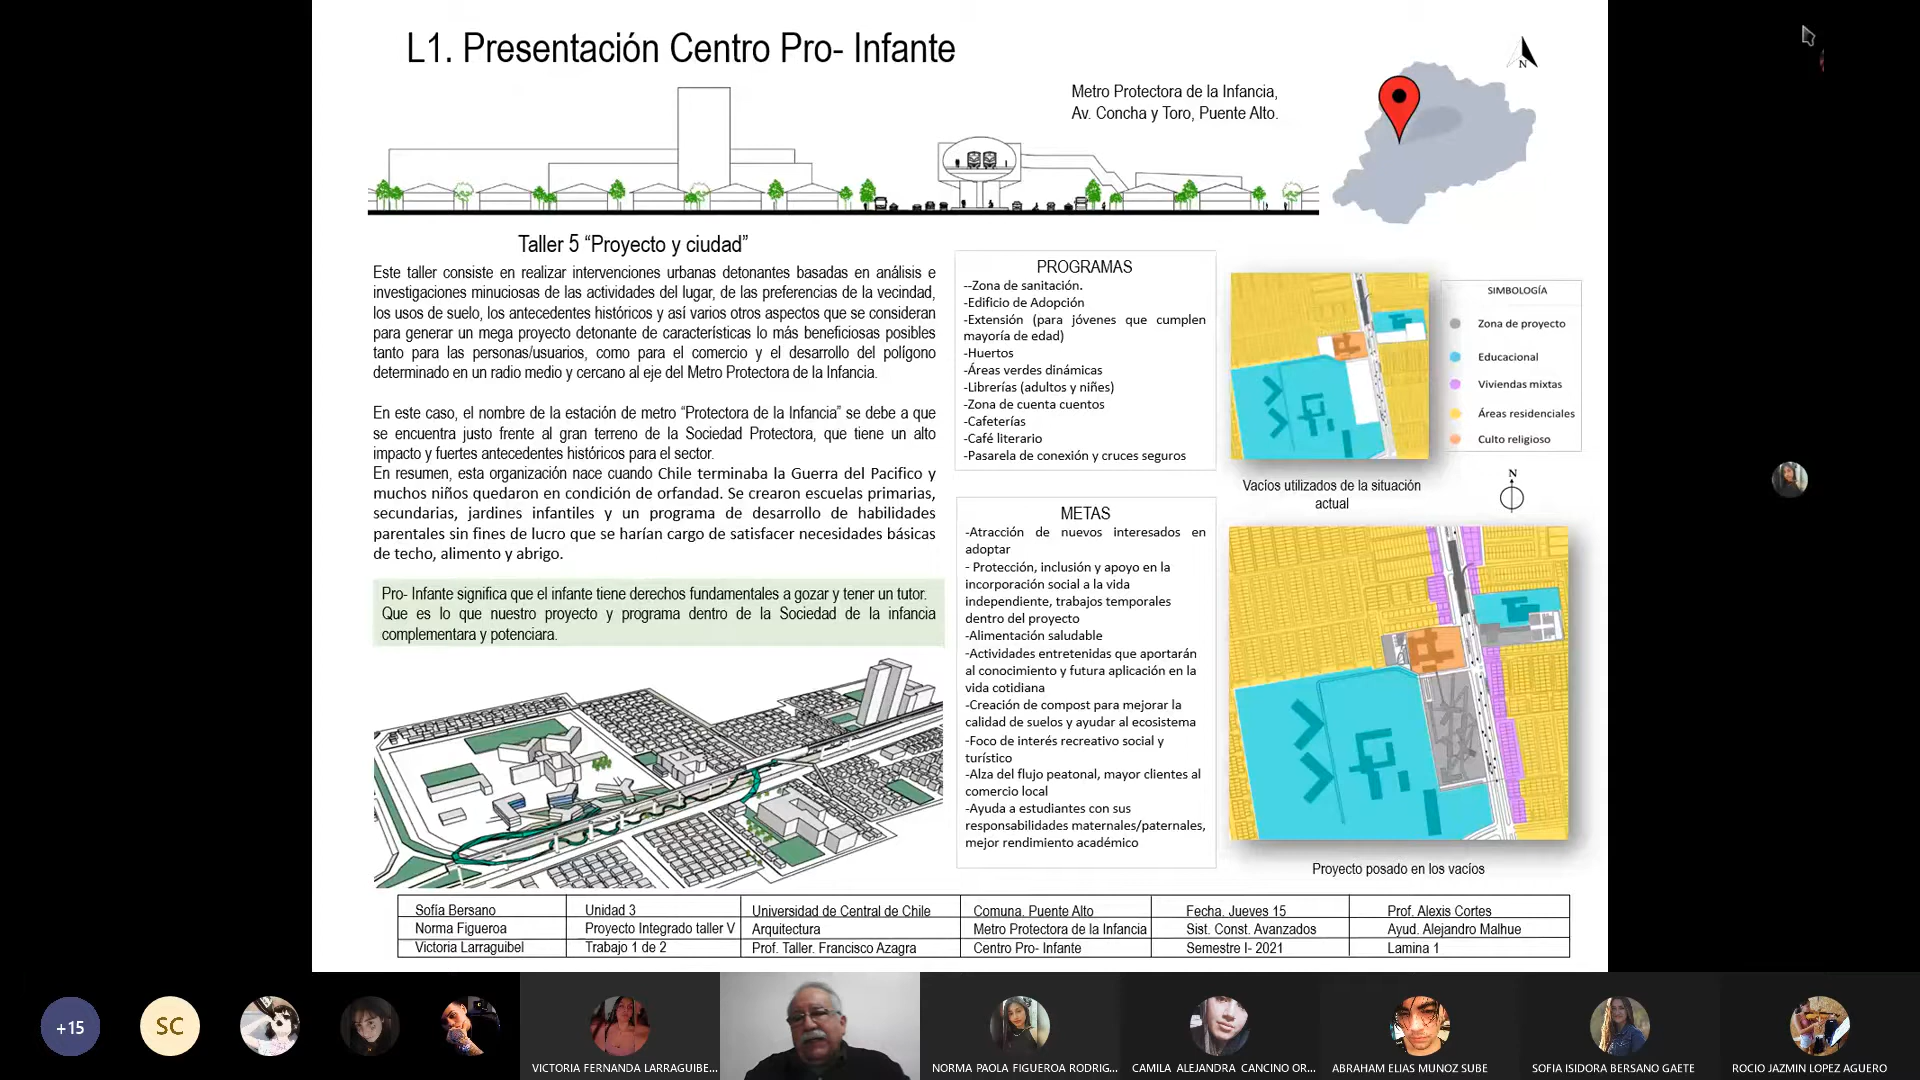 L1. Presentación Centro Pro- Infante
Metro Protectora de la Infancia,
Av. Concha y Toro, Puente Alto.
N
Taller 5 “Proyecto y ciudad”
Este taller consiste en realizar intervenciones urbanas detonantes basadas en análisis e
investigaciones minuciosas de las actividades del lugar, de las preferencias de la vecindad,
los usos de suelo, los antecedentes históricos y así varios otros aspectos que se consideran
para generar un mega proyecto detonante de características lo más beneficiosas posibles
tanto para las personas/usuarios, como para el comercio y el desarrollo del polígono
determinado en un radio medio y cercano al eje del Metro Protectora de la Infancia.
En este caso, el nombre de la estación de metro “Protectora de la Infancia” se debe a que
se encuentra justo frente al gran terreno de la Sociedad Protectora, que tiene un alto
impacto y fuertes antecedentes históricos para el sector.
En resumen, esta organización nace cuando Chile terminaba la Guerra del Pacifico y
muchos niños quedaron en condición de orfandad. Se crearon escuelas primarias,
secundarias, jardines infantiles y un programa de desarrollo de habilidades
parentales sin fines de lucro que se harían cargo de satisfacer necesidades básicas
de techo, alimento y abrigo.
Pro- Infante significa que el infante tiene derechos fundamentales a gozar y tener un tutor.
Que es lo que nuestro proyecto y programa dentro de la Sociedad de la infancia
complementara y potenciara.
PROGRAMAS
--Zona de sanitación.
-Edificio de Adopción
-Extensión (para jóvenes que cumplen
mayoría de edad)
-Huertos
-Áreas verdes dinámicas
-Librerías (adultos y niñes)
-Zona de cuenta cuentos
-Cafeterías
-Café literario
-Pasarela de conexión y cruces seguros
METAS
-Atracción de nuevos interesados en
adoptar
- Protección, inclusión y apoyo en la
incorporación social a la vida
independiente, trabajos temporales
dentro del proyecto
-Alimentación saludable
-Actividades entretenidas que aportarán
al conocimiento y futura aplicación en la
vida cotidiana
-Creación de compost para mejorar la
calidad de suelos y ayudar al ecosistema
-Foco de interés recreativo social y
turístico
-Alza del flujo peatonal, mayor clientes al
comercio local
-Ayuda a estudiantes con sus
responsabilidades maternales/paternales,
mejor rendimiento académico
SIMBOLOGÍA
Zona de proyecto
Educacional
Viviendas mixtas
Áreas residenciales
Culto religioso
Vacíos utilizados de la situación
actual
N
Proyecto posado en los vacíos
Sofía Bersano Unidad 3 Universidad de Central de Chile Comuna. Puente Alto Fecha. Jueves 15 Prof. Alexis Cortes
Norma Figueroa Proyecto Integrado taller V Arquitectura Metro Protectora de la Infancia Sist. Const. Avanzados Ayud. Alejandro Malhue
Victoria Larraguibel Trabajo 1 de 2 Prof. Taller. Francisco Azagra Centro Pro- Infante Semestre I- 2021 Lamina 1
+15
SC
VICTORIA FERNANDA LARRAGUIBE...
NORMA PAOLA FIGUEROA RODRIG...
CAMILA ALEJANDRA CANCINO OR...
ABRAHAM ELIAS MUNOZ SUBE
SOFIA ISIDORA BERSANO GAETE
ROCIO JAZMIN LOPEZ AGUERO